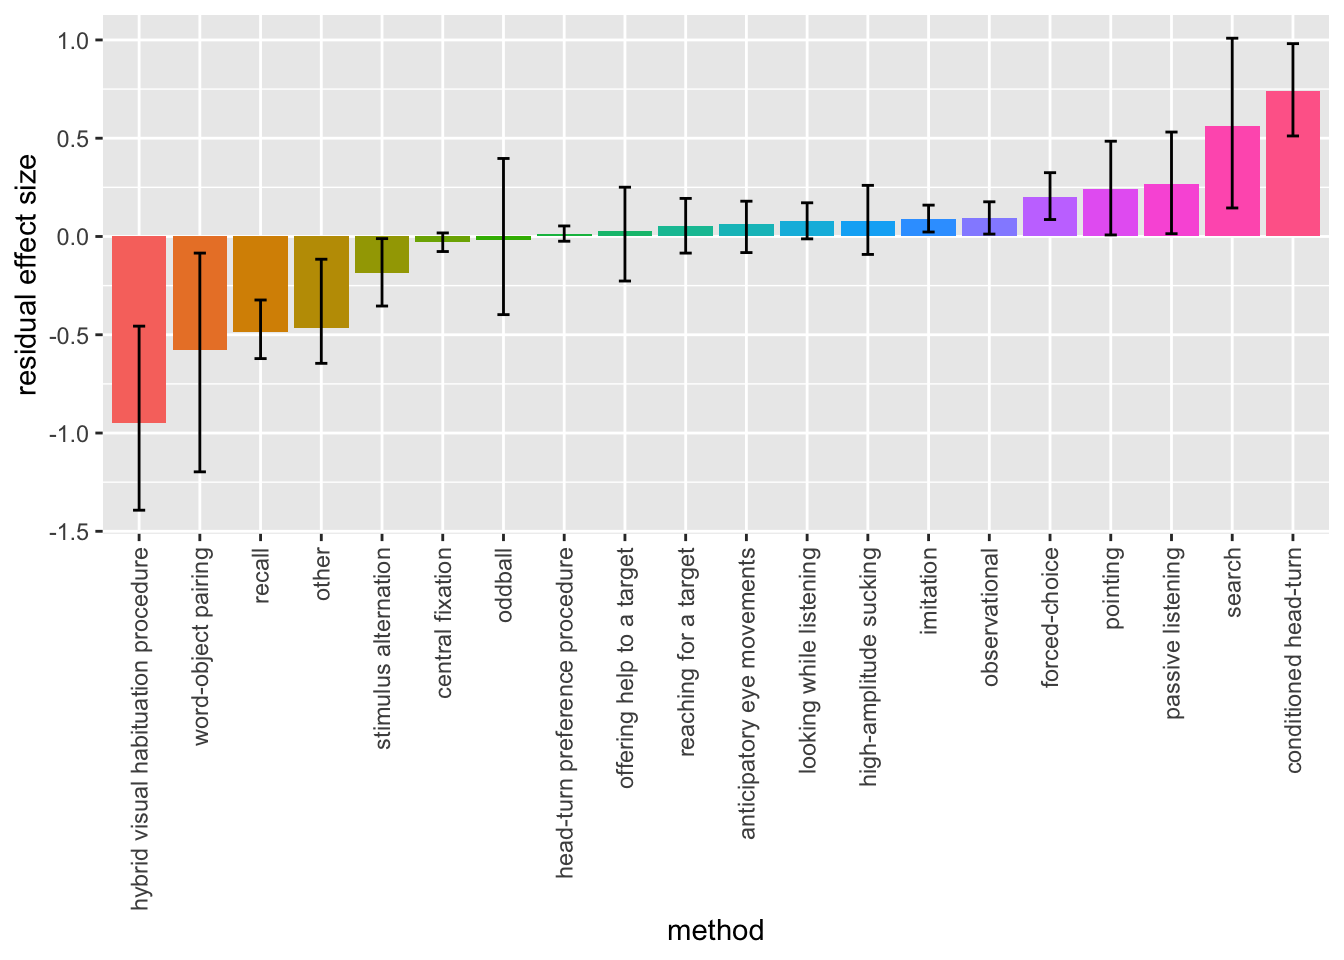 1.0
0.5
0.0
-0.5
-1.0
-1.5
residual effect size
hybrid visual habituation procedure
word-object pairing
recall
other
stimulus alternation
central fixation
oddball
head-turn preference procedure
offering help to a target
reaching for a target
anticipatory eye movements
looking while listening
high-amplitude sucking
imitation
observational
forced-choice
pointing
passive listening
search
conditioned head-turn
method